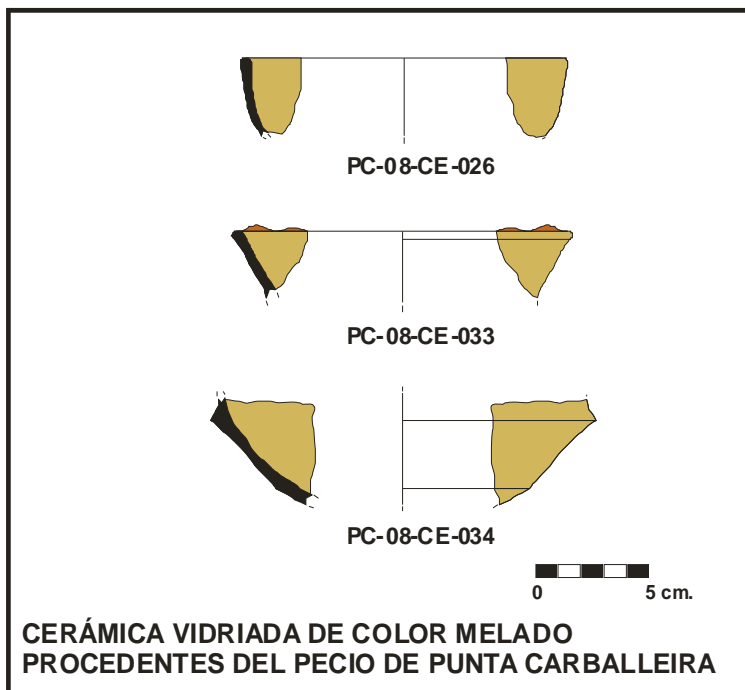 PC-08-CE-026
PC-08-CE-033
PC-08-CE-034
0 5 cm.
CERÁMICA VIDRIADA DE COLOR MELADO
PROCEDENTES DEL PECIO DE PUNTA CARBALLEIRA